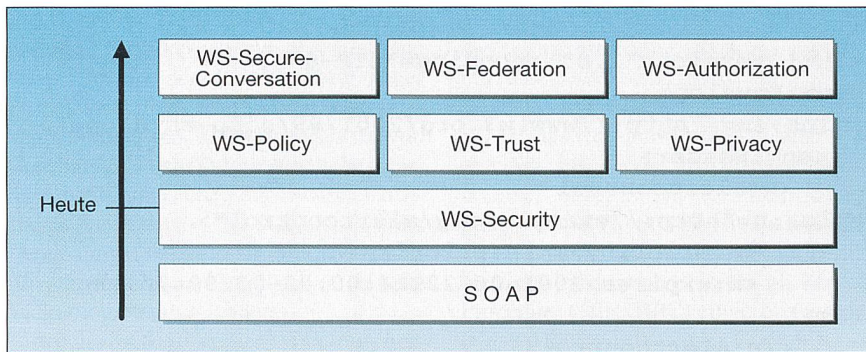 WS-Secure-
Conversation
WS-Federation
WS-Authorization
WS-Policy
WS-Trust
WS-Privacy
Heute
WS-Security
SOAP